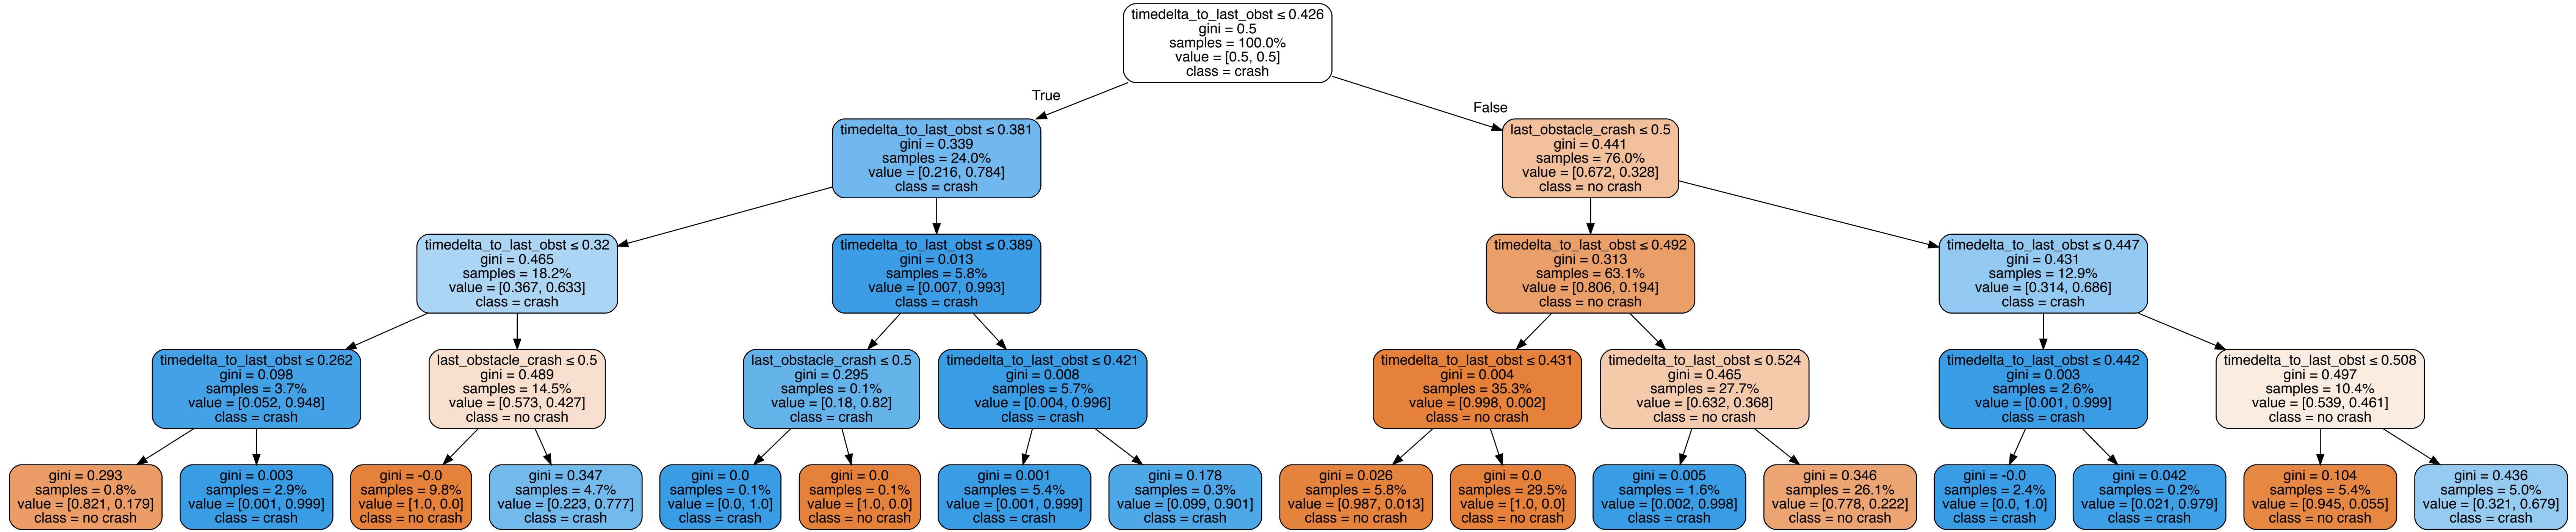 timedelta_to_last_obst ≤ 0.426
gini = 0.5
samples = 100.0%
value = [0.5, 0.5]
class = crash
True
False
timedelta_to_last_obst ≤ 0.381
gini = 0.339
samples = 24.0%
value = [0.216, 0.784]
class = crash
last_obstacle_crash ≤ 0.5
gini = 0.441
samples = 76.0%
value = [0.672, 0.328]
class = no crash
timedelta_to_last_obst ≤ 0.32
gini = 0.465
samples = 18.2%
value = [0.367, 0.633]
class = crash
timedelta_to_last_obst ≤ 0.389
gini = 0.013
samples = 5.8%
value = [0.007, 0.993]
class = crash
timedelta_to_last_obst ≤ 0.492
gini = 0.313
samples = 63.1%
value = [0.806, 0.194]
class = no crash
timedelta_to_last_obst ≤ 0.447
gini = 0.431
samples = 12.9%
value = [0.314, 0.686]
class = crash
timedelta_to_last_obst ≤ 0.262
gini = 0.098
samples = 3.7%
value = [0.052, 0.948]
class = crash
last_obstacle_crash ≤ 0.5
gini = 0.489
samples = 14.5%
value = [0.573, 0.427]
class = no crash
last_obstacle_crash ≤ 0.5
gini = 0.295
samples = 0.1%
value = [0.18, 0.82]
class = crash
timedelta_to_last_obst ≤ 0.421
gini = 0.008
samples = 5.7%
value = [0.004, 0.996]
class = crash
timedelta_to_last_obst ≤ 0.431
gini = 0.004
samples = 35.3%
value = [0.998, 0.002]
class = no crash
timedelta_to_last_obst ≤ 0.524
gini = 0.465
samples = 27.7%
value = [0.632, 0.368]
class = no crash
timedelta_to_last_obst ≤ 0.442
gini = 0.003
samples = 2.6%
value = [0.001, 0.999]
class = crash
timedelta_to_last_obst ≤ 0.508
gini = 0.497
samples = 10.4%
value = [0.539, 0.461]
class = no crash
gini = 0.293
samples = 0.8%
value = [0.821, 0.179]
class = no crash
gini = 0.003
samples = 2.9%
value = [0.001, 0.999]
class = crash
gini = -0.0
samples = 9.8%
value = [1.0, 0.0]
class = no crash
gini = 0.347
samples = 4.7%
value = [0.223, 0.777]
class = crash
gini = 0.0
samples = 0.1%
value = [0.0, 1.0]
class = crash
gini = 0.0
samples = 0.1%
value = [1.0, 0.0]
class = no crash
gini = 0.001
samples = 5.4%
value = [0.001, 0.999]
class = crash
gini = 0.178
samples = 0.3%
value = [0.099, 0.901]
class = crash
gini = 0.026
samples = 5.8%
value = [0.987, 0.013]
class = no crash
gini = 0.0
samples = 29.5%
value = [1.0, 0.0]
class = no crash
gini = 0.005
samples = 1.6%
value = [0.002, 0.998]
class = crash
gini = 0.346
samples = 26.1%
value = [0.778, 0.222]
class = no crash
gini = -0.0
samples = 2.4%
value = [0.0, 1.0]
class = crash
gini = 0.042
samples = 0.2%
value = [0.021, 0.979]
class = crash
gini = 0.104
samples = 5.4%
value = [0.945, 0.055]
class = no crash
gini = 0.436
samples = 5.0%
value = [0.321, 0.679]
class = crash